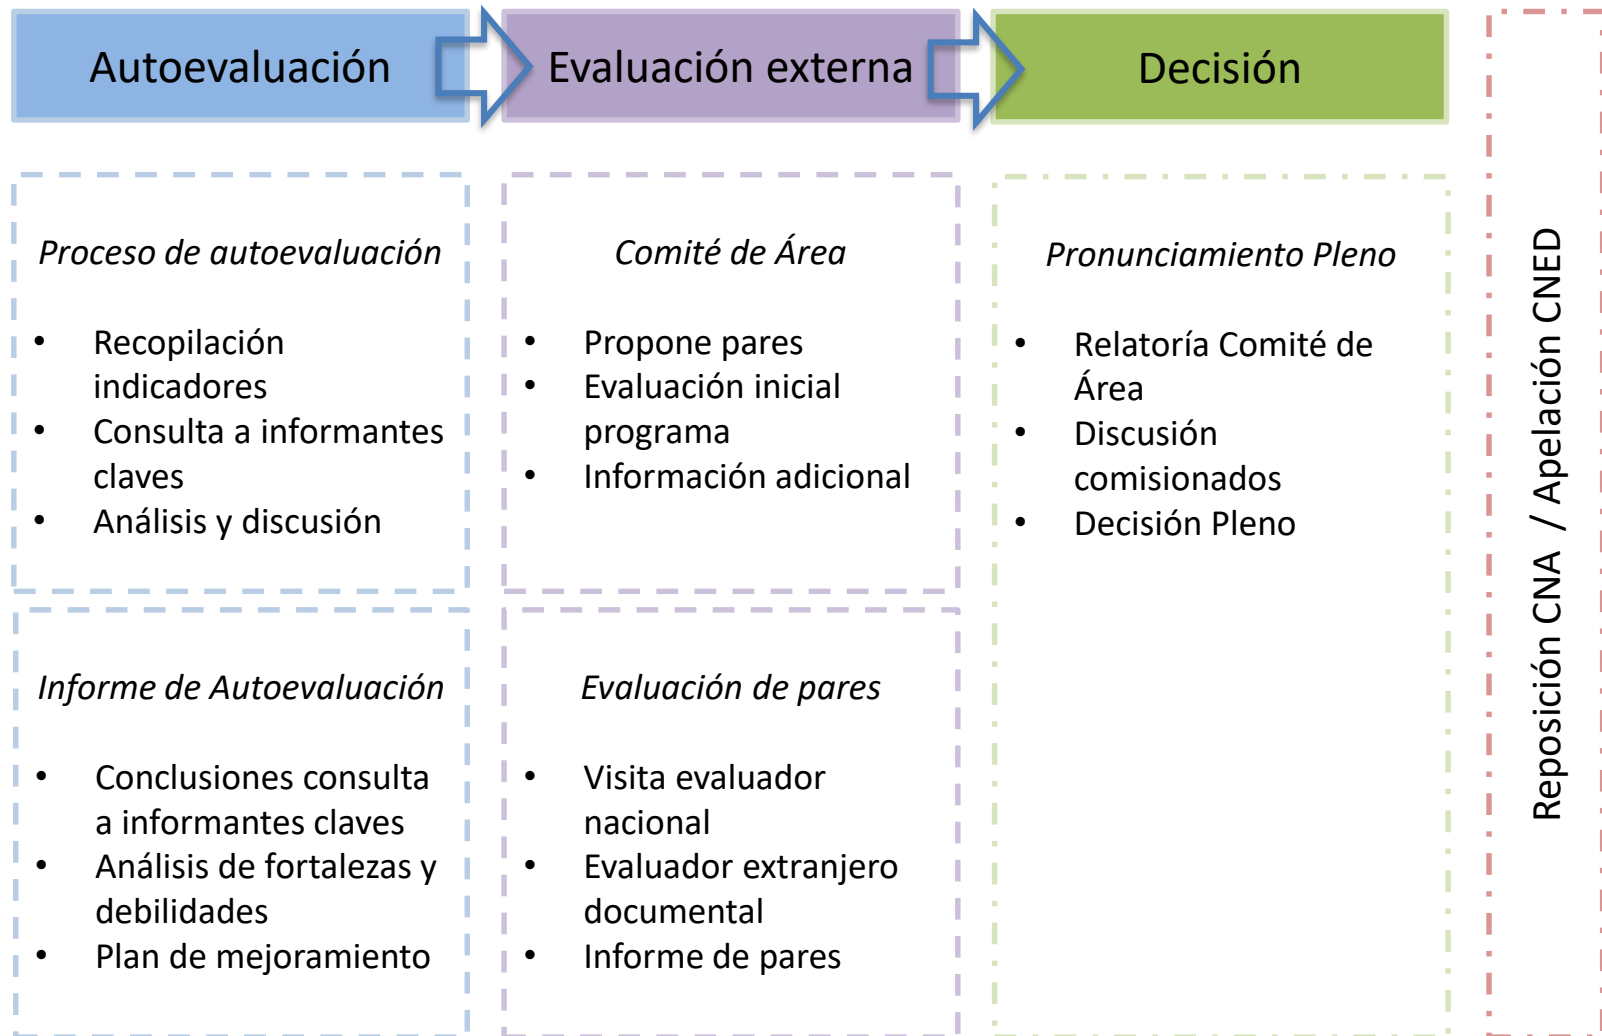 Autoevaluación
Evaluación externa
Decisión
Proceso de autoevaluación
• Recopilación
indicadores
• Consulta a informantes
claves
• Análisis y discusión
Informe de Autoevaluación
• Conclusiones consulta
a informantes claves
• Análisis de fortalezas y
debilidades
• Plan de mejoramiento
Comité de Área
• Propone pares
• Evaluación inicial
programa
• Información adicional
Evaluación de pares
• Visita evaluador
nacional
• Evaluador extranjero
documental
• Informe de pares
Pronunciamiento Pleno
• Relatoría Comité de
Área
• Discusión
comisionados
• Decisión Pleno
Reposición CNA / Apelación CNED